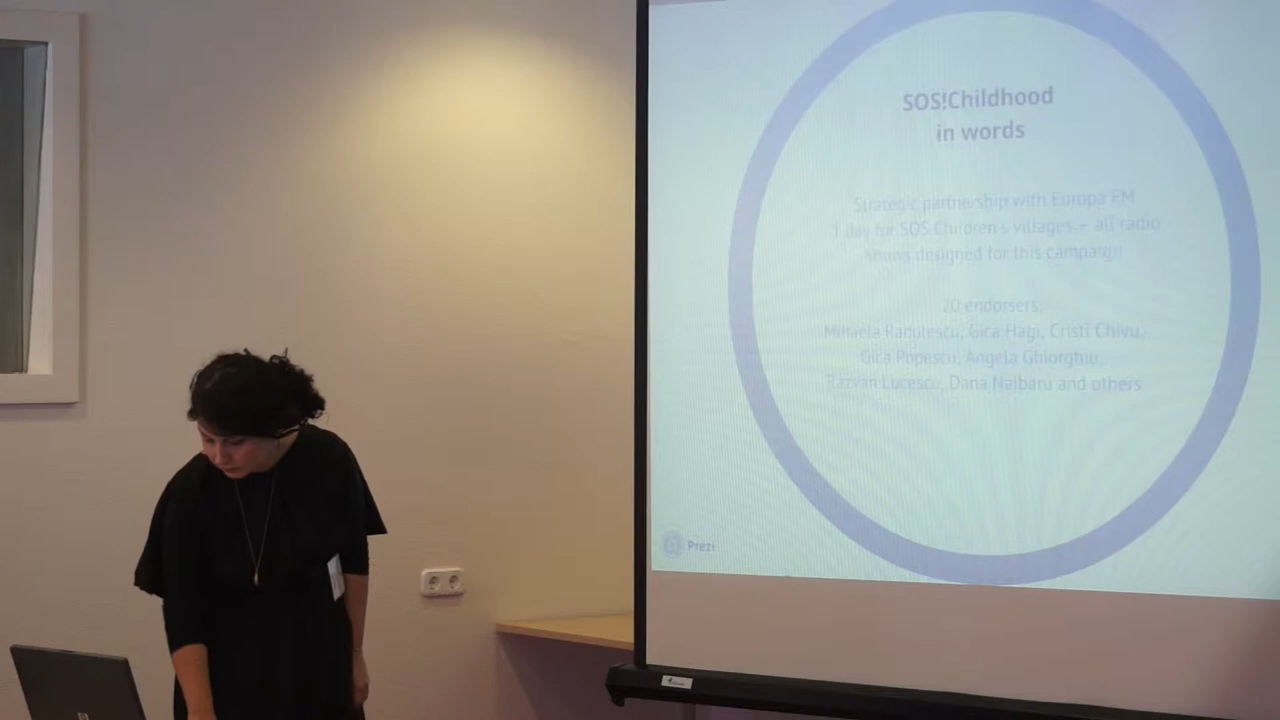 SOS!Childhood
in words
Strategic partnership with Europa FM
1 day for SOS Children's villages – all radio
shows designed for this campaign
20 endorsers:
Mihaela Radulescu, Gica Hagi, Cristi Chivu,
Gica Popescu, Angela Ghiorghiu,
Razvan Lucescu, Dana Nalbaru and others
Prezi